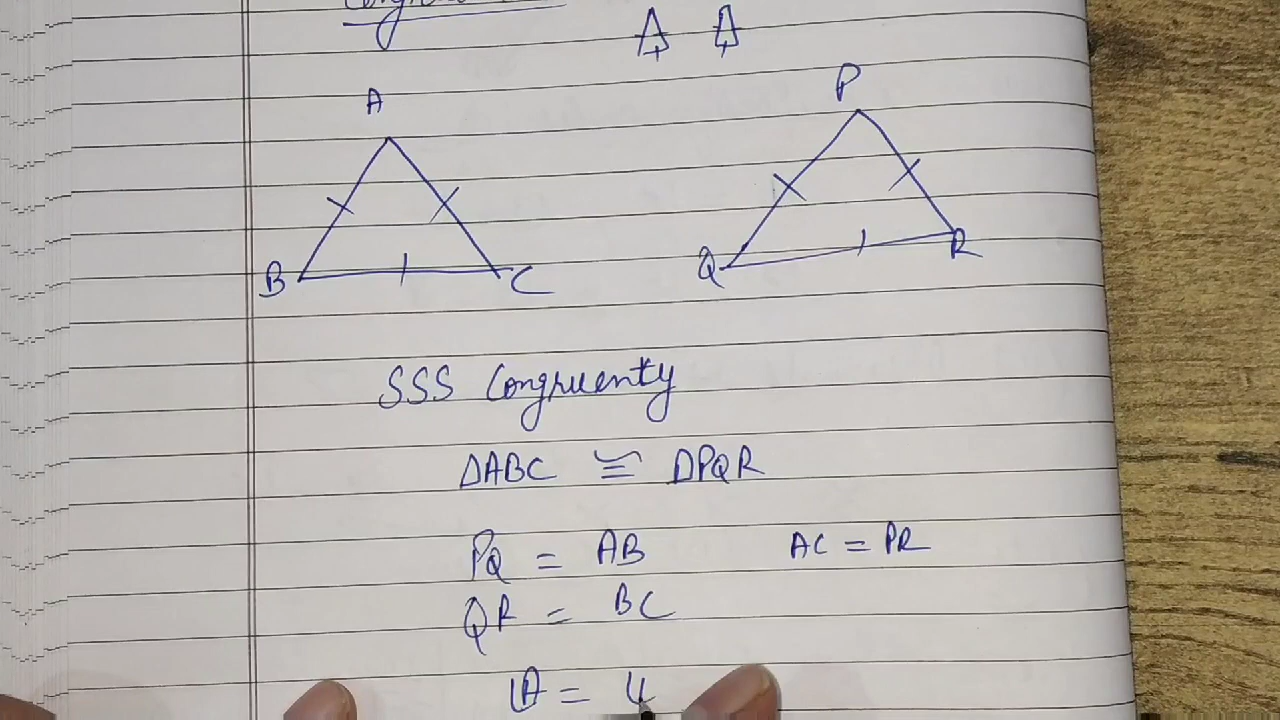 A A
A
P
B
C
Q
R
SSS Congruenty
ΔABC ≅ ΔPQR
PQ = AB AC = PR
QR = BC
∠A =